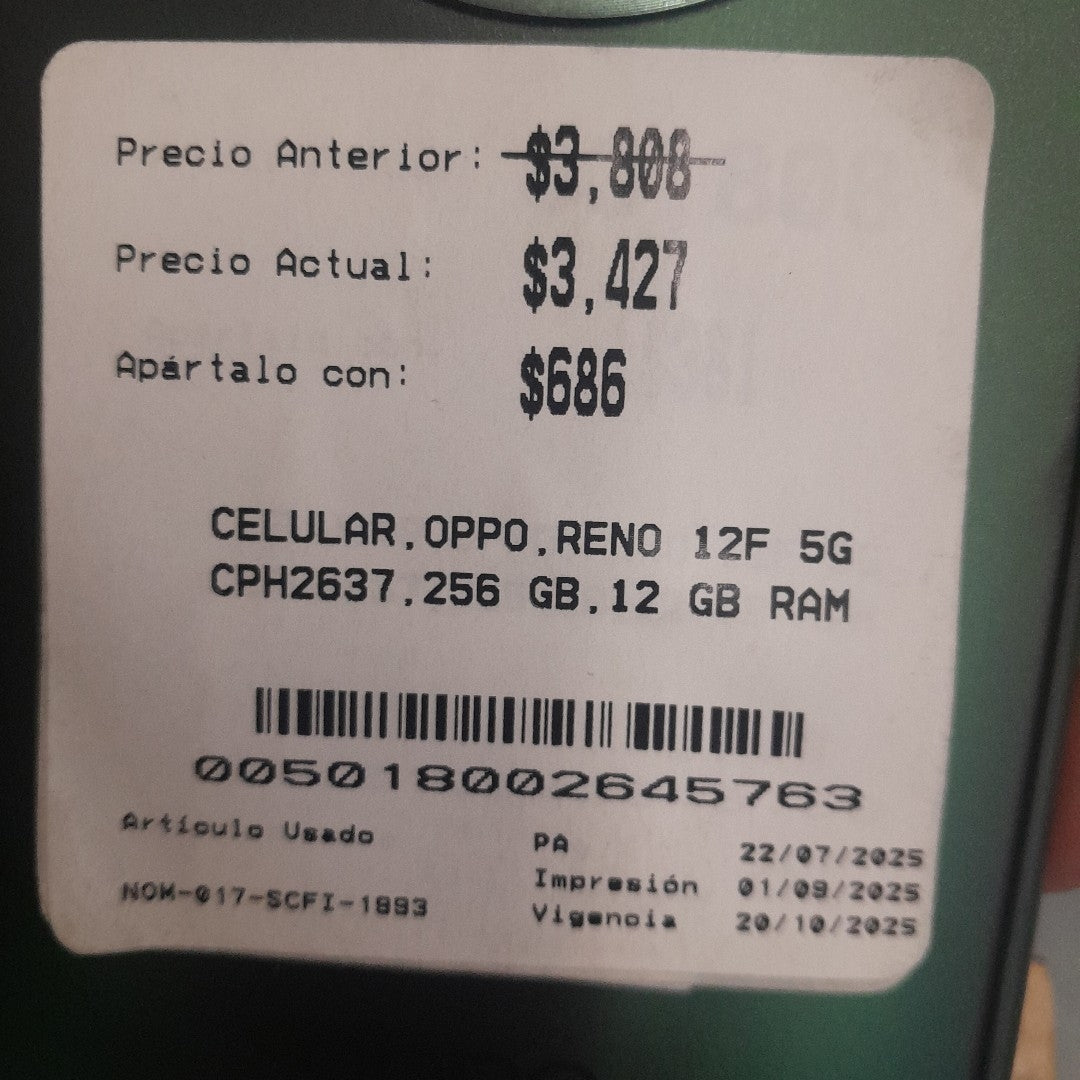 Precio Anterior: $3,808
Precio Actual: $3,427
Apártalo con: $686
CELULAR,OPPO,RENO 12F 5G
CPH2637,256 GB,12 GB RAM
005018002645763
Artículo Usado
PA 22/07/2025
Impresión 01/09/2025
NOM-017-SCFI-1993
Vigencia 20/10/2025